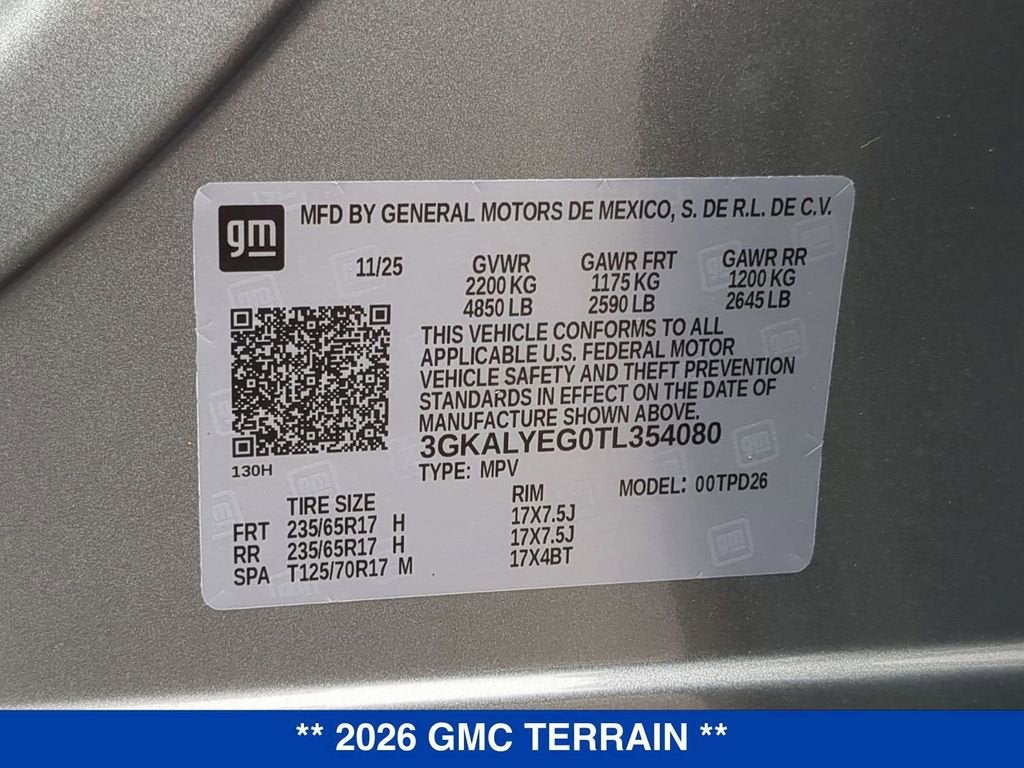 gm
MFD BY GENERAL MOTORS DE MEXICO, S. DE R.L. DE C.V.
11/25 GVWR GAWR FRT GAWR RR
2200 KG 1175 KG 1200 KG
4850 LB 2590 LB 2645 LB
THIS VEHICLE CONFORMS TO ALL
APPLICABLE U.S. FEDERAL MOTOR
VEHICLE SAFETY AND THEFT PREVENTION
STANDARDS IN EFFECT ON THE DATE OF
MANUFACTURE SHOWN ABOVE.
3GKALYEG0TL354080
130H
TYPE: MPV MODEL: 00TPD26
TIRE SIZE RIM
FRT 235/65R17 H 17X7.5J
RR 235/65R17 H 17X7.5J
SPA T125/70R17 M 17X4BT
** 2026 GMC TERRAIN **